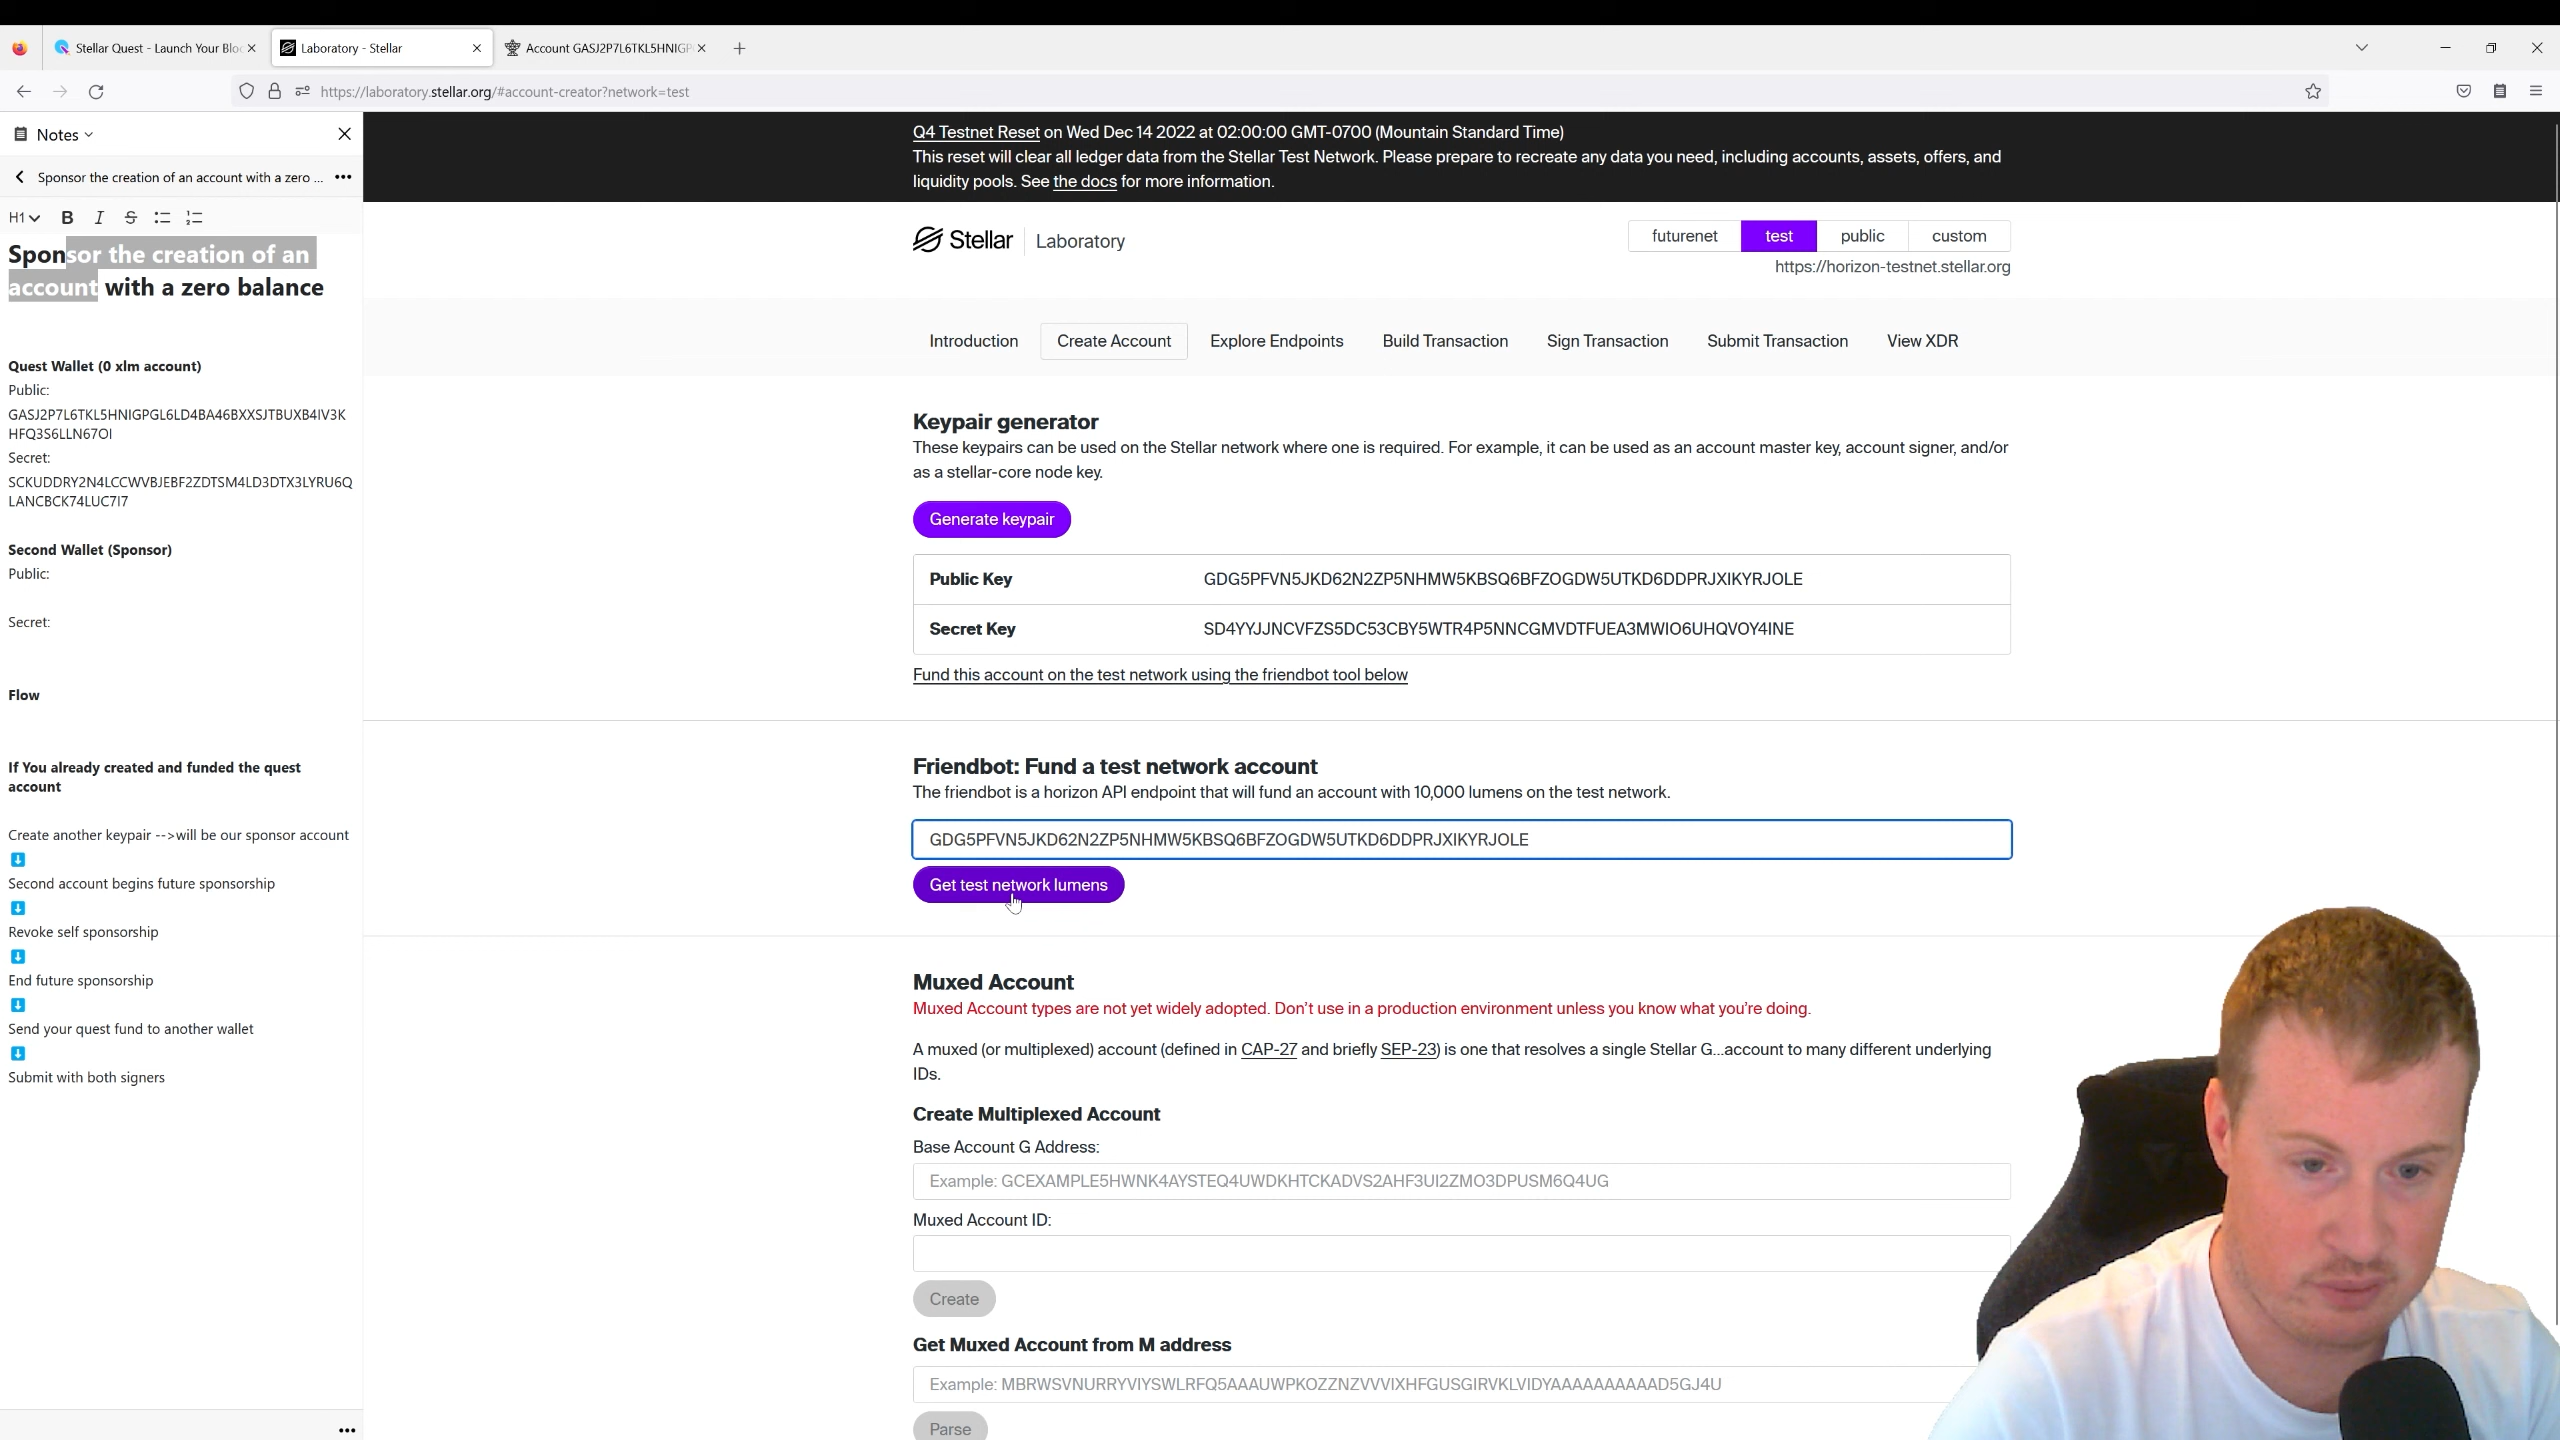 Stellar Quest - Launch Your Bloc
Laboratory - Stellar
Account GASJ2P7L6TKL5HNIGP
https://laboratory.stellar.org/#account-creator?network=test
Notes
Sponsor the creation of an account with a zero ...
H1 B I S
Sponsor the creation of an
account with a zero balance
Quest Wallet (0 xlm account)
Public:
GASJ2P7L6TKL5HNIGPGL6LD4BA46BXXSJTBUXB4IV3K
HFQ3S6LLN67OI
Secret:
SCKUDDRY2N4LCCWVBJEBF2ZDTSM4LD3DTX3LYRU6Q
LANCBCK74LUC7I7
Second Wallet (Sponsor)
Public:
Secret:
Flow
If You already created and funded the quest
account
Create another keypair -->will be our sponsor account
Second account begins future sponsorship
Revoke self sponsorship
End future sponsorship
Send your quest fund to another wallet
Submit with both signers
Q4 Testnet Reset on Wed Dec 14 2022 at 02:00:00 GMT-0700 (Mountain Standard Time)
This reset will clear all ledger data from the Stellar Test Network. Please prepare to recreate any data you need, including accounts, assets, offers, and
liquidity pools. See the docs for more information.
Stellar Laboratory
futurenet test public custom
https://horizon-testnet.stellar.org
Introduction Create Account Explore Endpoints Build Transaction Sign Transaction Submit Transaction View XDR
Keypair generator
These keypairs can be used on the Stellar network where one is required. For example, it can be used as an account master key, account signer, and/or
as a stellar-core node key.
Generate keypair
Public Key GDG5PFVN5JKD62N2ZP5NHMW5KBSQ6BFZOGDW5UTKD6DDPRJXIKYRJOLE
Secret Key SD4YYJJNCVFZS5DC53CBY5WTR4P5NNCGMVDTFUEA3MWIO6UHQVOY4INE
Fund this account on the test network using the friendbot tool below
Friendbot: Fund a test network account
The friendbot is a horizon API endpoint that will fund an account with 10,000 lumens on the test network.
GDG5PFVN5JKD62N2ZP5NHMW5KBSQ6BFZOGDW5UTKD6DDPRJXIKYRJOLE
Get test network lumens
Muxed Account
Muxed Account types are not yet widely adopted. Don't use in a production environment unless you know what you're doing.
A muxed (or multiplexed) account (defined in CAP-27 and briefly SEP-23) is one that resolves a single Stellar G...account to many different underlying
IDs.
Create Multiplexed Account
Base Account G Address:
Example: GCEXAMPLE5HWNK4AYSTEQ4UWDKHTCKADVS2AHF3UI2ZMO3DPUSM6Q4UG
Muxed Account ID:
Create
Get Muxed Account from M address
Example: MBRWSVNURRYVIYSWLRFQ5AAAUWPKOZZNZVVVIXHFGUSGIRVKLVIDYAAAAAAAAAAD5GJ4U
Parse